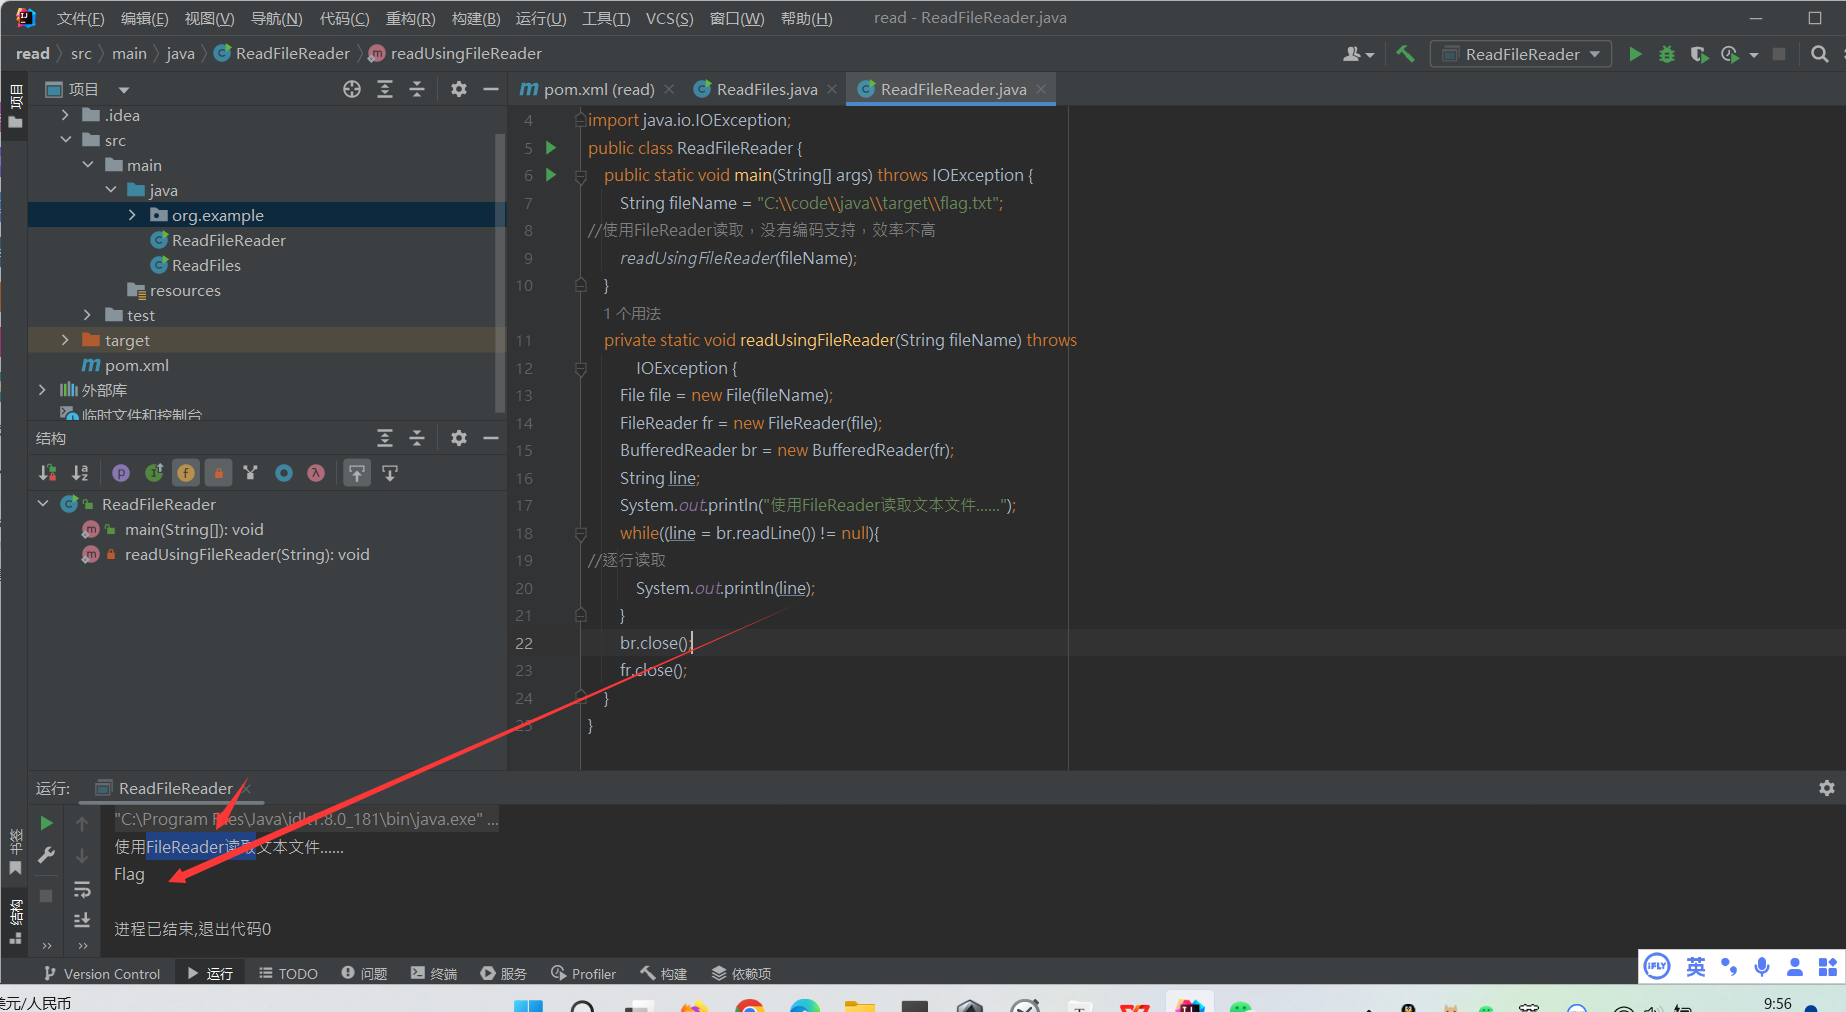 文件(F) 编辑(E) 视图(V) 导航(N) 代码(C) 重构(R) 构建(B) 运行(U) 工具(T) VCS(S) 窗口(W) 帮助(H) read - ReadFileReader.java
read src main java ReadFileReader readUsingFileReader
ReadFileReader
项目
项目
.idea
src
main
java
org.example
ReadFileReader
ReadFiles
resources
test
target
pom.xml
外部库
临时文件和控制台
结构
ReadFileReader
main(String[]): void
readUsingFileReader(String): void
pom.xml (read) ReadFiles.java ReadFileReader.java
4 import java.io.IOException;
5 public class ReadFileReader {
6 public static void main(String[] args) throws IOException {
7 String fileName = "C:\\code\\java\\target\\flag.txt";
8 //使用FileReader读取，没有编码支持，效率不高
9 readUsingFileReader(fileName);
10 }
1 个用法
11 private static void readUsingFileReader(String fileName) throws
12 IOException {
13 File file = new File(fileName);
14 FileReader fr = new FileReader(file);
15 BufferedReader br = new BufferedReader(fr);
16 String line;
17 System.out.println("使用FileReader读取文本文件......");
18 while((line = br.readLine()) != null){
19 //逐行读取
20 System.out.println(line);
21 }
22 br.close();
23 fr.close();
24 }
25 }
运行: ReadFileReader
"C:\Program Files\Java\jdk1.8.0_181\bin\java.exe" ...
使用FileReader读取文本文件......
Flag
进程已结束,退出代码0
书签
结构
Version Control 运行 TODO 问题 终端 服务 Profiler 构建 依赖项
iFLY 英
美元/人民币
9:56